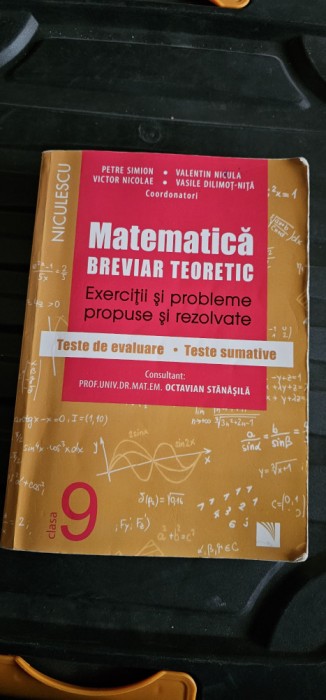 NICULESCU
PETRE SIMION • VALENTIN NICULA
VICTOR NICOLAE • VASILE DILIMOȚ-NIȚĂ
Coordonatori
Matematică
BREVIAR TEORETIC
Exerciții și probleme
propuse și rezolvate
Teste de evaluare • Teste sumative
Consultant:
PROF.UNIV.DR.MAT.EM. OCTAVIAN STĂNĂȘILĂ
clasa 9